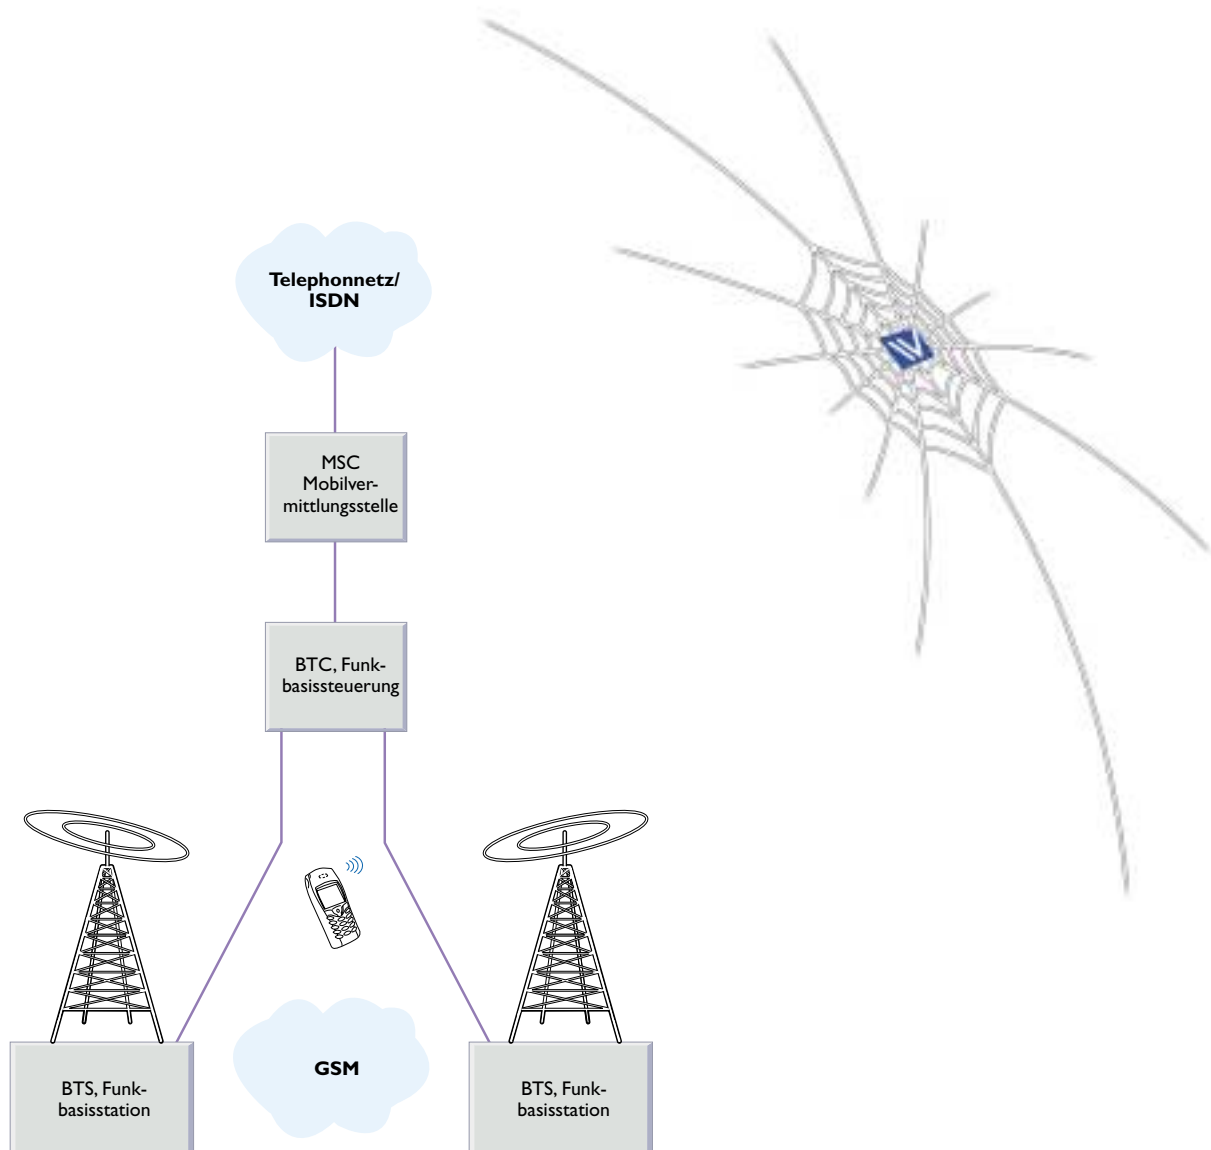 Telephonnetz/
ISDN
MSC
Mobilver-
mittlungsstelle
BTC, Funk-
basissteuerung
GSM
BTS, Funk-
basisstation
BTS, Funk-
basisstation